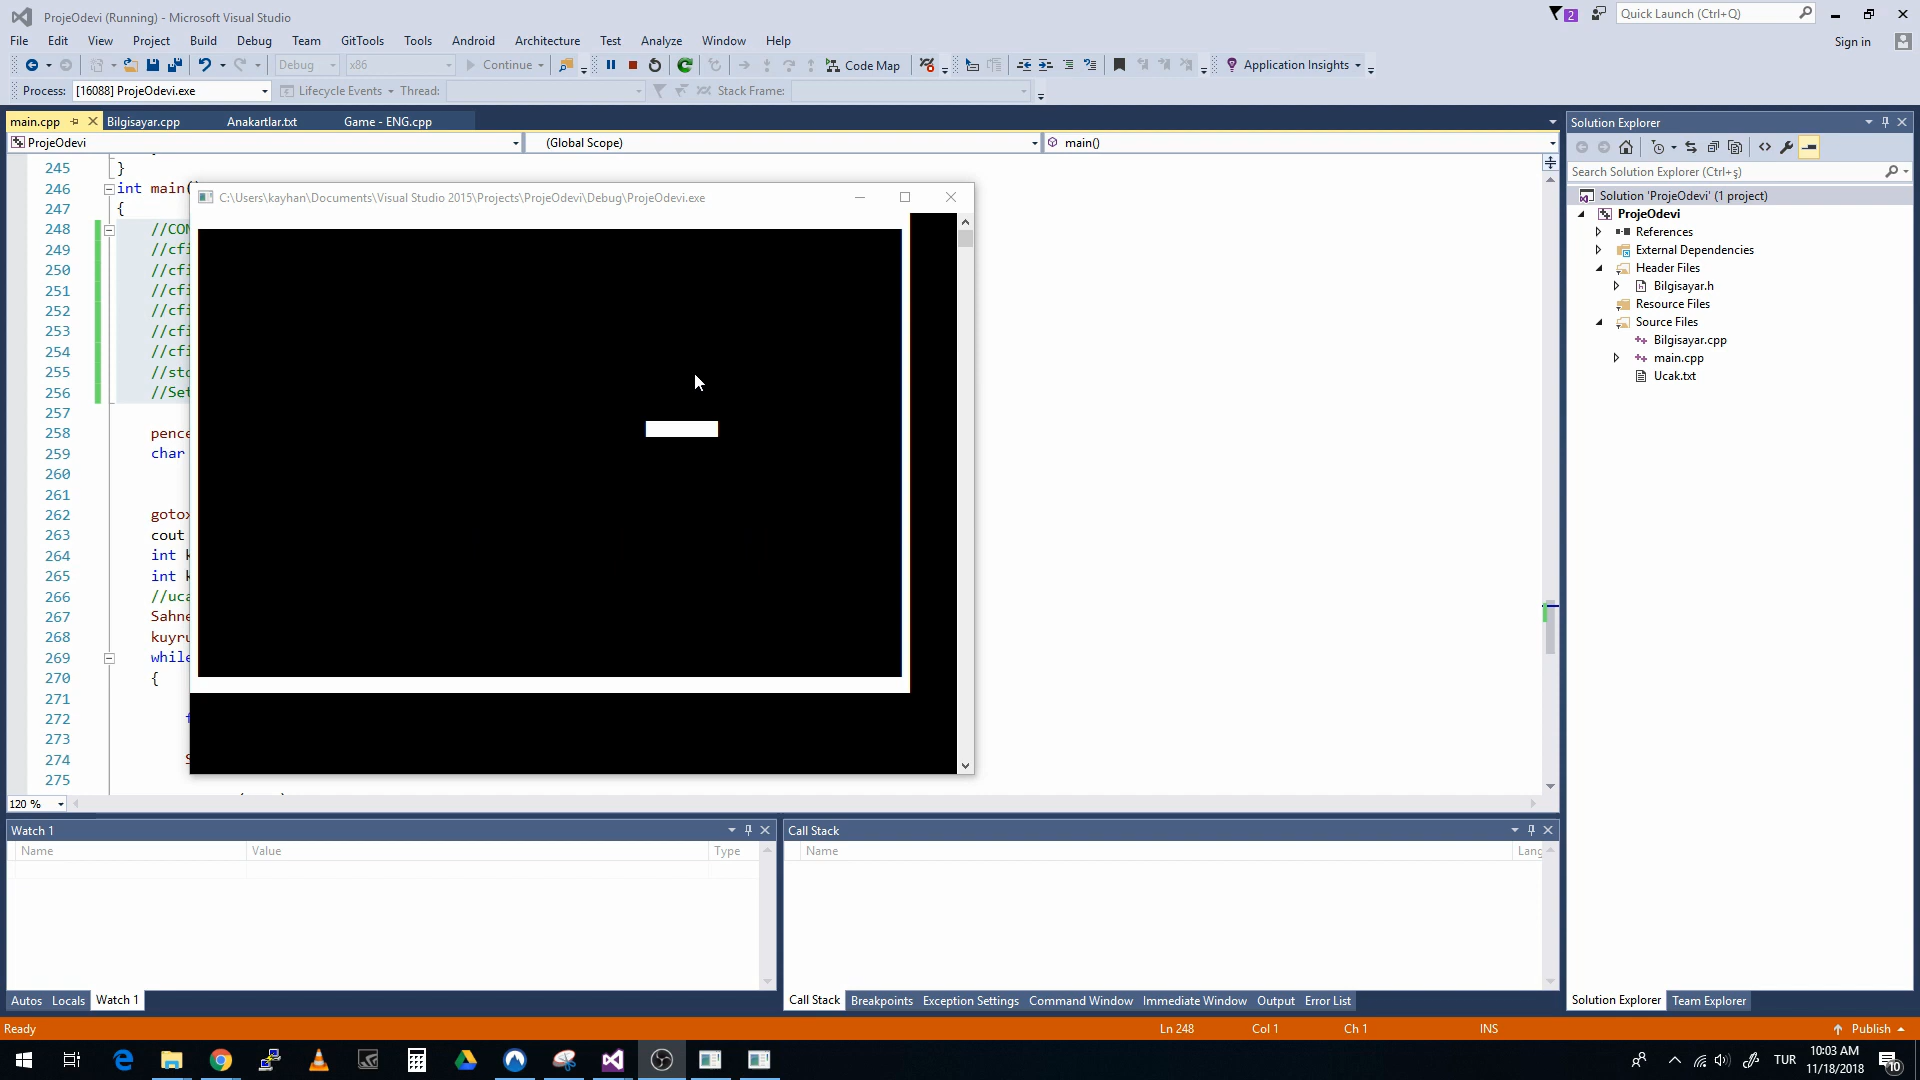 ProjeOdevi (Running) - Microsoft Visual Studio
2
Quick Launch (Ctrl+Q)
File Edit View Project Build Debug Team GitTools Tools Android Architecture Test Analyze Window Help
Sign in
Debug x86 Continue Code Map Application Insights
Process: [16088] ProjeOdevi.exe Lifecycle Events Thread: Stack Frame:
main.cpp Bilgisayar.cpp Anakartlar.txt Game - ENG.cpp
ProjeOdevi (Global Scope) main()
245 }
246 int main(
247 {
248 //CON
249 //cfi
250 //cfi
251 //cfi
252 //cfi
253 //cfi
254 //cfi
255 //sto
256 //Set
257
258 pence
259 char
260
261
262 gotox
263 cout
264 int k
265 int k
266 //uca
267 Sahne
268 kuyru
269 while
270 {
271
272 f
273
274 S
275
C:\Users\kayhan\Documents\Visual Studio 2015\Projects\ProjeOdevi\Debug\ProjeOdevi.exe
120 %
Solution Explorer
Search Solution Explorer (Ctrl+ş)
Solution 'ProjeOdevi' (1 project)
ProjeOdevi
References
External Dependencies
Header Files
Bilgisayar.h
Resource Files
Source Files
Bilgisayar.cpp
main.cpp
Ucak.txt
Watch 1
Name Value Type
Autos Locals Watch 1
Call Stack
Name Lang
Call Stack Breakpoints Exception Settings Command Window Immediate Window Output Error List
Solution Explorer Team Explorer
Ready Ln 248 Col 1 Ch 1 INS Publish
TUR
10:03 AM
11/18/2018
10